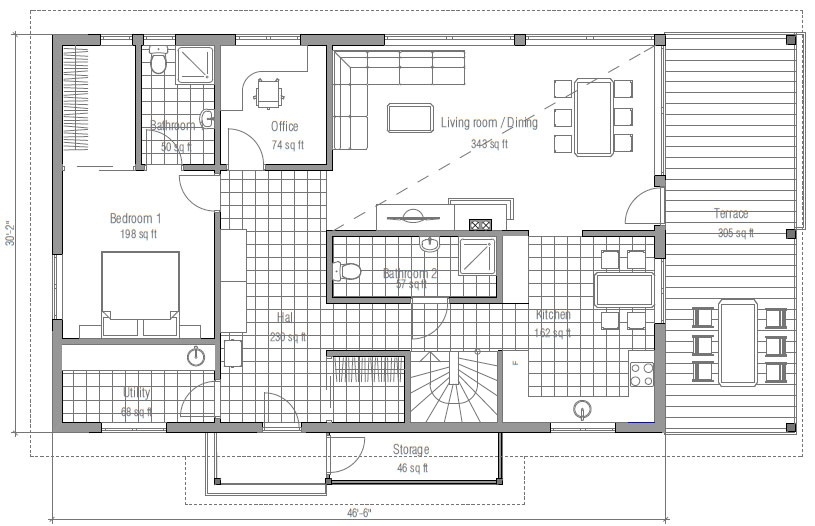 Bathroom
50 sq ft
Office
74 sq ft
Living room / Dining
343 sq ft
Bedroom 1
198 sq ft
Terrace
305 sq ft
30'-2"
Bathroom 2
57 sq ft
Hal
230 sq ft
Kitchen
162 sq ft
F
Utility
68 sq ft
Storage
46 sq ft
46'-6"